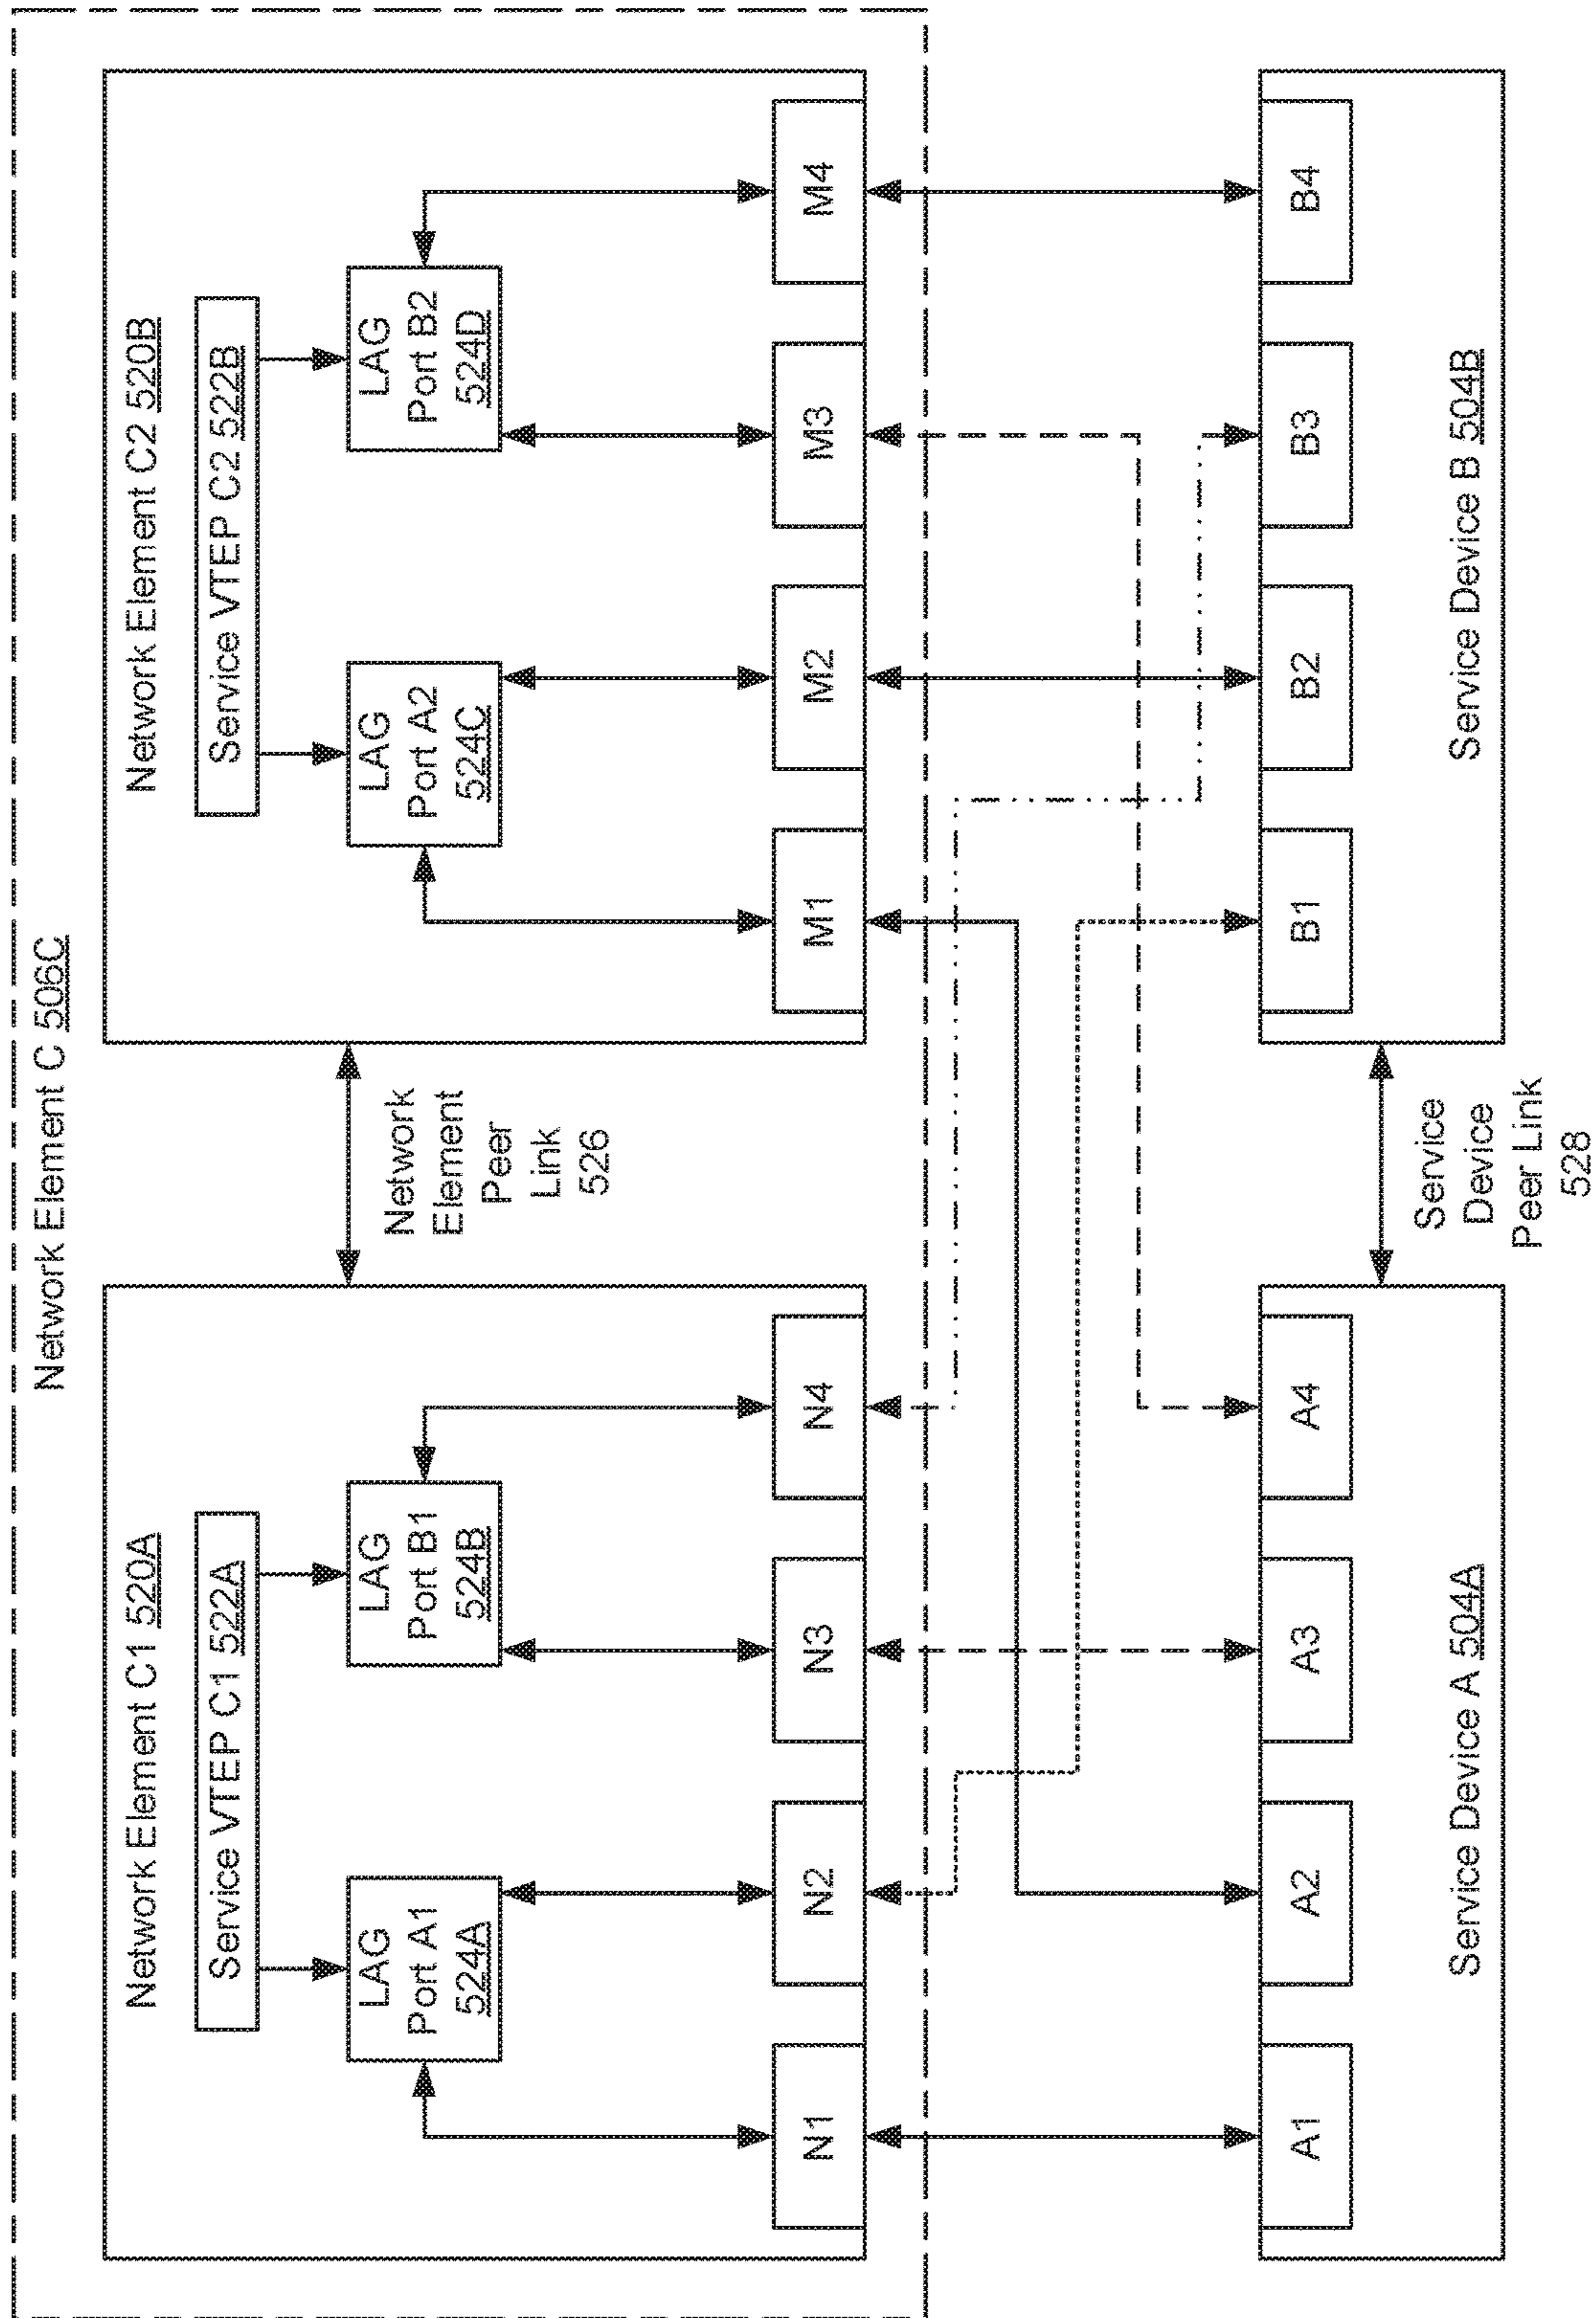 Network Element C 506C
Network Element C1 520A
Service VTEP C1 522A
LAG
Port A1
524A
LAG
Port B1
524B
N1
N2
N3
N4
Network
Element
Peer
Link
526
Network Element C2 520B
Service VTEP C2 522B
LAG
Port A2
524C
LAG
Port B2
524D
M1
M2
M3
M4
A1
A2
A3
A4
Service Device A 504A
Service
Device
Peer Link
528
B1
B2
B3
B4
Service Device B 504B